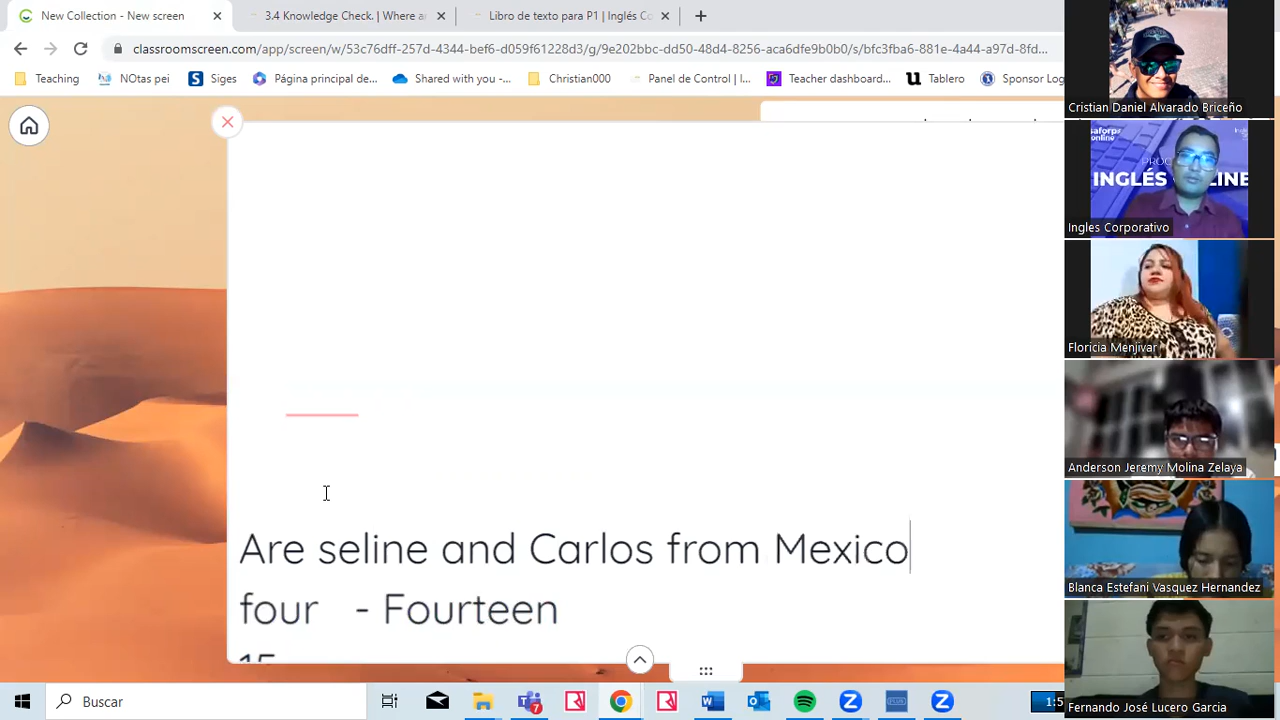 New Collection - New screen
3.4 Knowledge Check. | Where a
Libro de texto para P1 | Inglés Co
classroomscreen.com/app/screen/w/53c76dff-257d-4344-bef6-d059f61228d3/g/9e202bbc-dd50-48d4-8256-aca6dfe9b0b0/s/bfc3fb16-881e-4a44-a97d-8fd...
Teaching
NOtas pei
Siges
Página principal de...
Shared with you -...
Christian000
Panel de Control | I...
Teacher dashboard...
Tablero
Sponsor Log
Are seline and Carlos from Mexico
four - Fourteen
15
Buscar
Cristian Daniel Alvarado Briceño
INGLÉS
Ingles Corporativo
Floricia Menjivar
Anderson Jeremy Molina Zelaya
Blanca Estefani Vasquez Hernandez
Fernando José Lucero Garcia